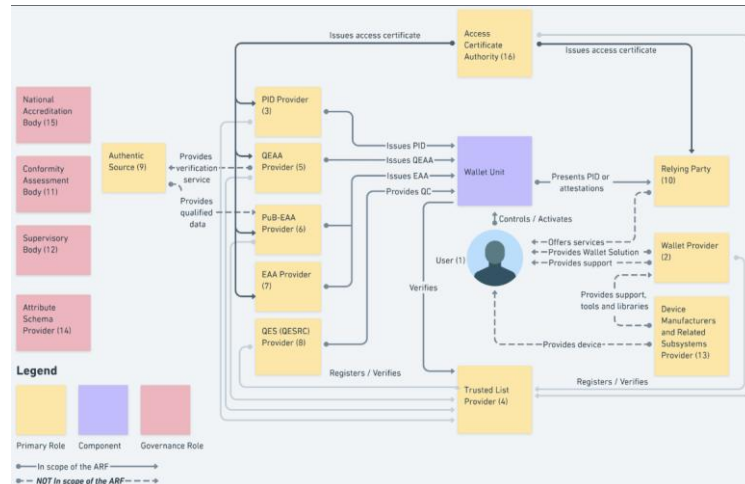 Issues access certificate
Access
Certificate
Authority (16)
Issues access certificate
National
Accreditation
Body (15)
PID Provider
(3)
Authentic
Source (9)
Provides
verification
service
QEAA
Provider (5)
Issues PID
Issues QEAA
Issues EAA
Provides QC
Wallet Unit
Presents PID or
attestations
Relying Party
(10)
Conformity
Assessment
Body (11)
Provides
qualified
data
PuB-EAA
Provider (6)
Controls / Activates
Supervisory
Body (12)
User (1)
Offers services
Provides Wallet Solution
Provides support
Wallet Provider
(2)
EAA Provider
(7)
Verifies
Provides support,
tools and libraries
Attribute
Schema
Provider (14)
QES (QESRC)
Provider (8)
Provides device
Device
Manufacturers
and Related
Subsystems
Provider (13)
Legend
Registers / Verifies
Trusted List
Provider (4)
Registers / Verifies
Primary Role
Component
Governance Role
In scope of the ARF
NOT In scope of the ARF